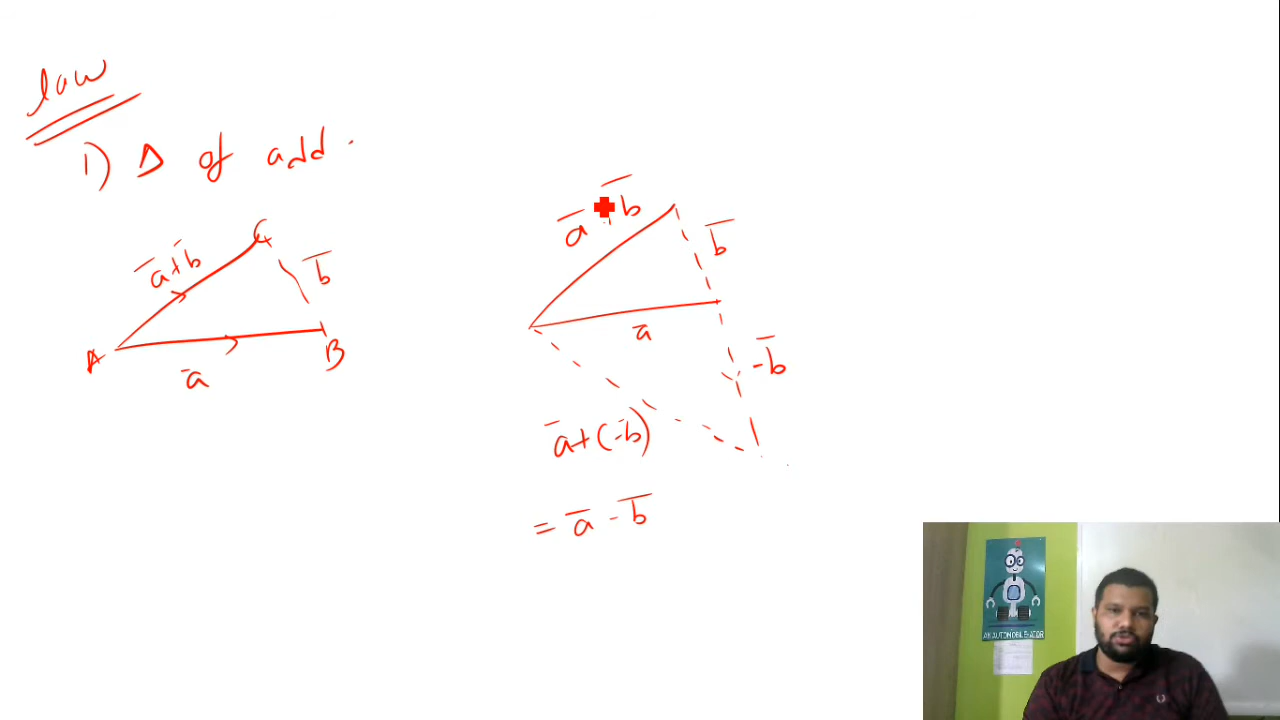 law
1) Δ of add.
A
B
C
a̅+b̅
b̅
a̅
a̅+b̅
b̅
a̅
-b̅
a̅+(-b̅)
= a̅ - b̅